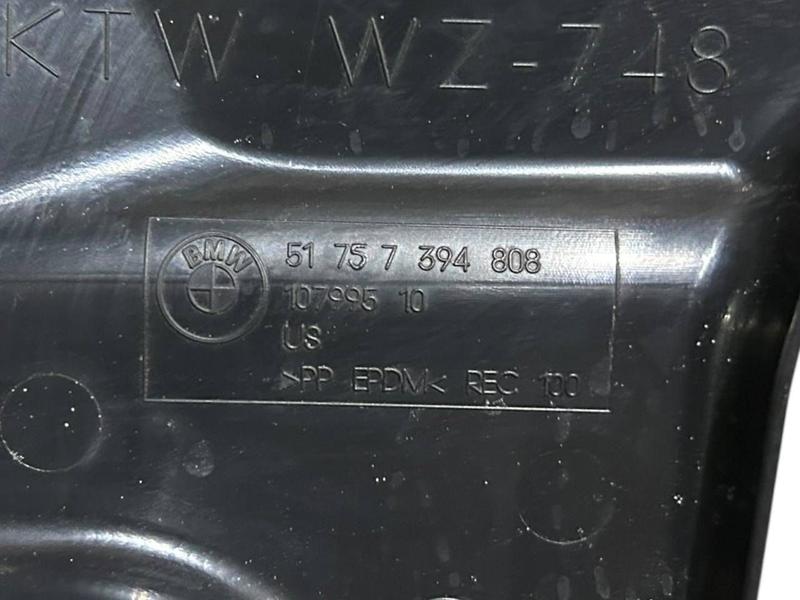 KTW WZ-748
BMW
51 75 7 394 808
107995 10
US
>PP EPDM< REC 100